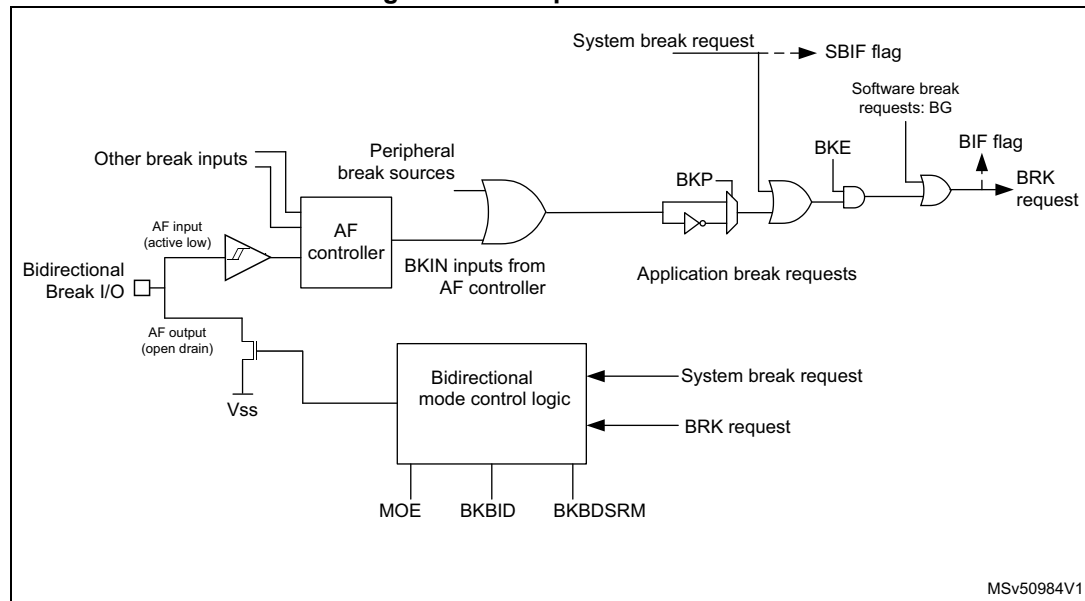 System break request
SBIF flag
Software break
requests: BG
BIF flag
BKE
Peripheral
break sources
Other break inputs
BKP
BRK
request
AF input
(active low)
AF
controller
BKIN inputs from
AF controller
Application break requests
Bidirectional
Break I/O
AF output
(open drain)
Vss
Bidirectional
mode control logic
System break request
BRK request
MOE
BKBID
BKBDSRM
MSv50984V1